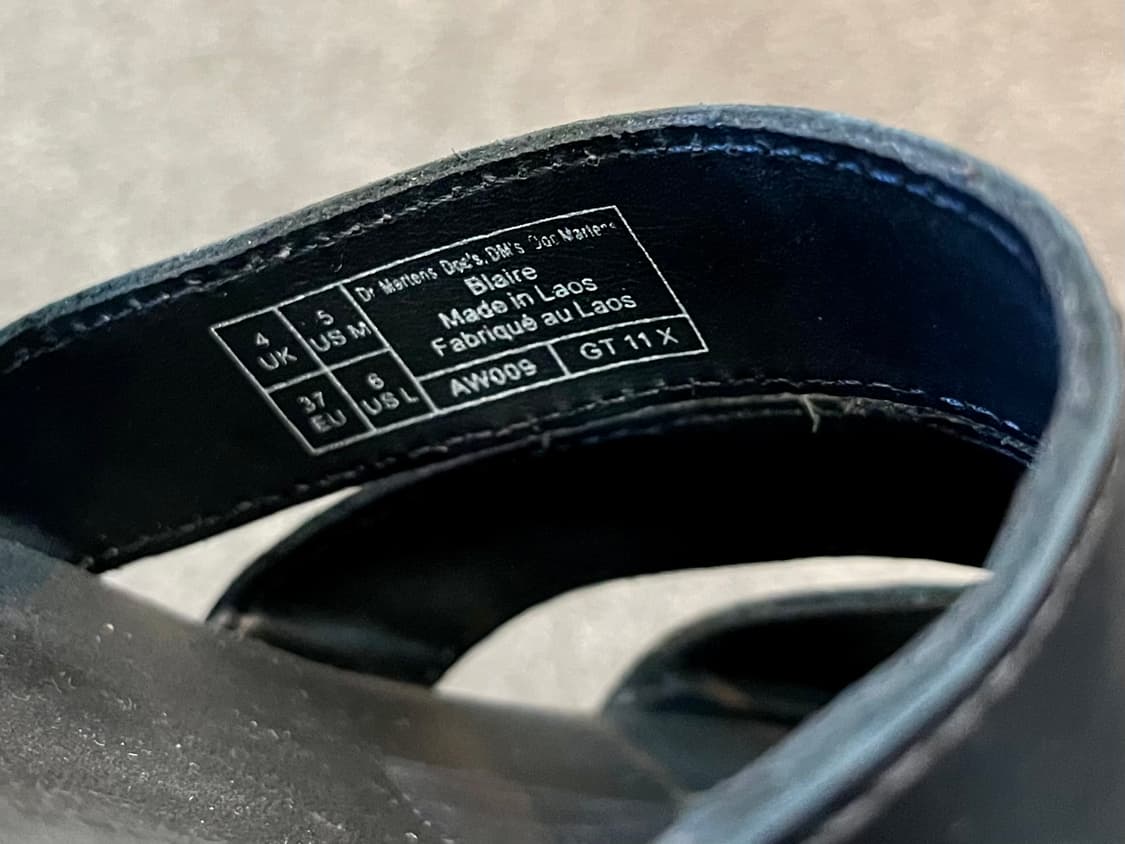 4
UK
5
US M
37
EU
6
US L
Dr Martens Doc's, DM's Doc Martens
Blaire
Made in Laos
Fabriqué au Laos
AW009
GT 11 X